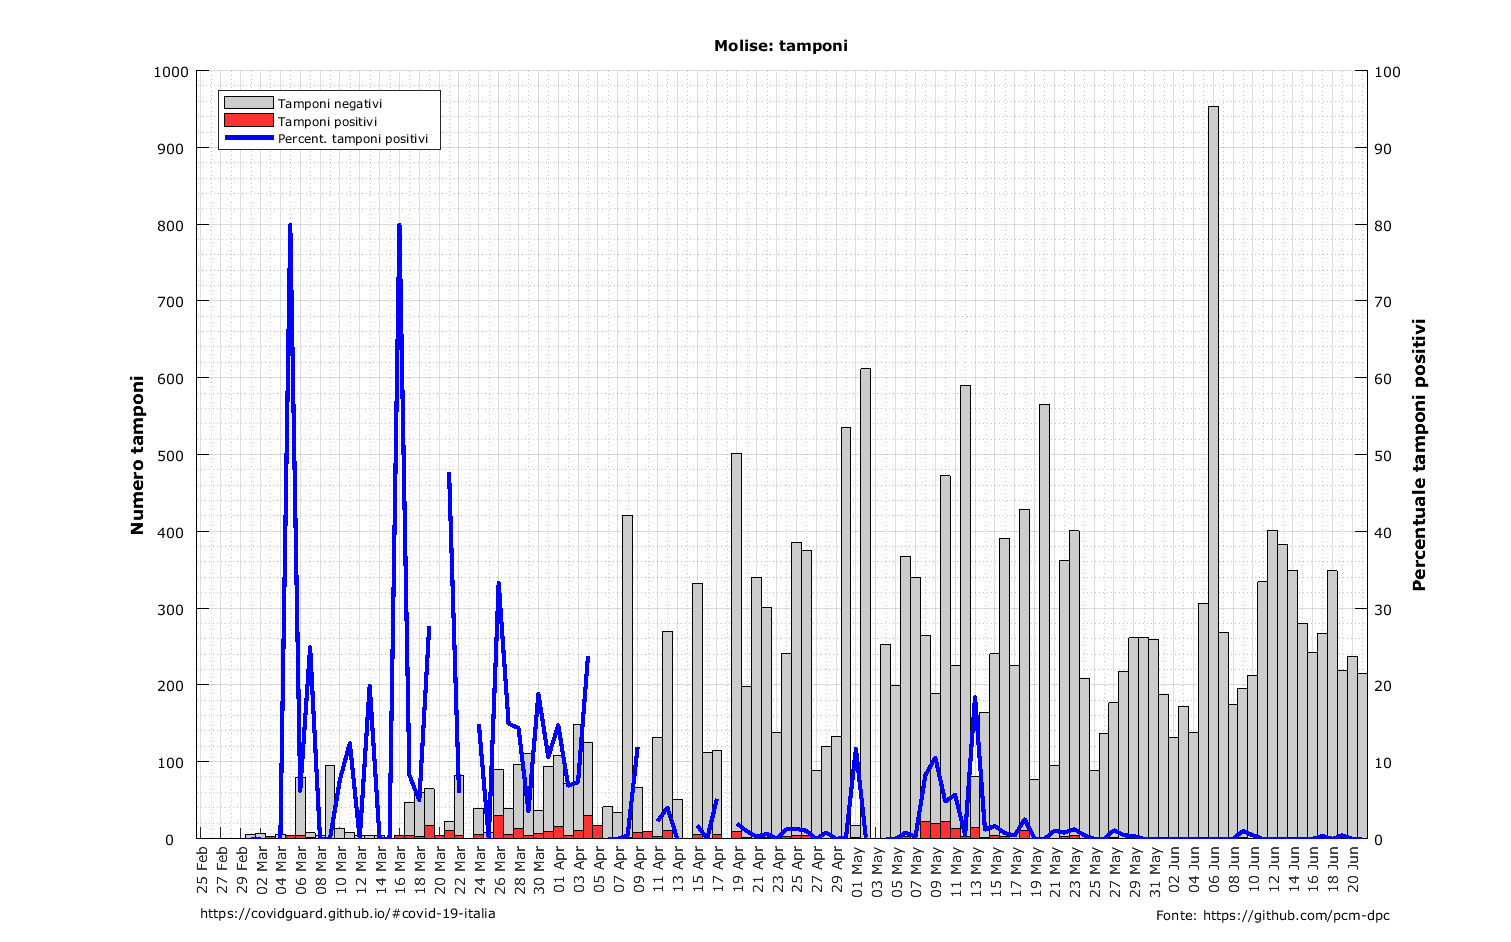 Molise: tamponi
Tamponi negativi
Tamponi positivi
Percent. tamponi positivi
Numero tamponi
1000
900
800
700
600
500
400
300
200
100
0
Percentuale tamponi positivi
100
90
80
70
60
50
40
30
20
10
0
25 Feb
27 Feb
29 Feb
02 Mar
04 Mar
06 Mar
08 Mar
10 Mar
12 Mar
14 Mar
16 Mar
18 Mar
20 Mar
22 Mar
24 Mar
26 Mar
28 Mar
30 Mar
01 Apr
03 Apr
05 Apr
07 Apr
09 Apr
11 Apr
13 Apr
15 Apr
17 Apr
19 Apr
21 Apr
23 Apr
25 Apr
27 Apr
29 Apr
01 May
03 May
05 May
07 May
09 May
11 May
13 May
15 May
17 May
19 May
21 May
23 May
25 May
27 May
29 May
31 May
02 Jun
04 Jun
06 Jun
08 Jun
10 Jun
12 Jun
14 Jun
16 Jun
18 Jun
20 Jun
https://covidguard.github.io/#covid-19-italia
Fonte: https://github.com/pcm-dpc